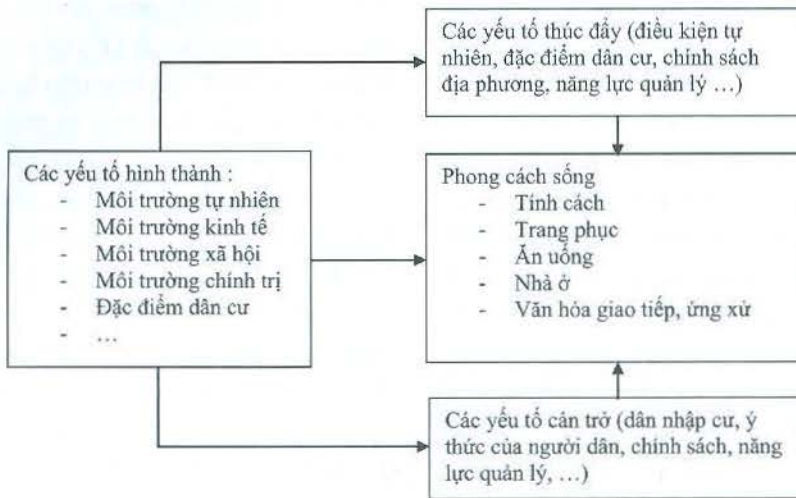 Các yếu tố thúc đẩy (điều kiện tự
nhiên, đặc điểm dân cư, chính sách
địa phương, năng lực quản lý …)
Các yếu tố hình thành :
- Môi trường tự nhiên
- Môi trường kinh tế
- Môi trường xã hội
- Môi trường chính trị
- Đặc điểm dân cư
- …
Phong cách sống
- Tính cách
- Trang phục
- Ăn uống
- Nhà ở
- Văn hóa giao tiếp, ứng xử
Các yếu tố cản trở (dân nhập cư, ý
thức của người dân, chính sách, năng
lực quản lý, …)